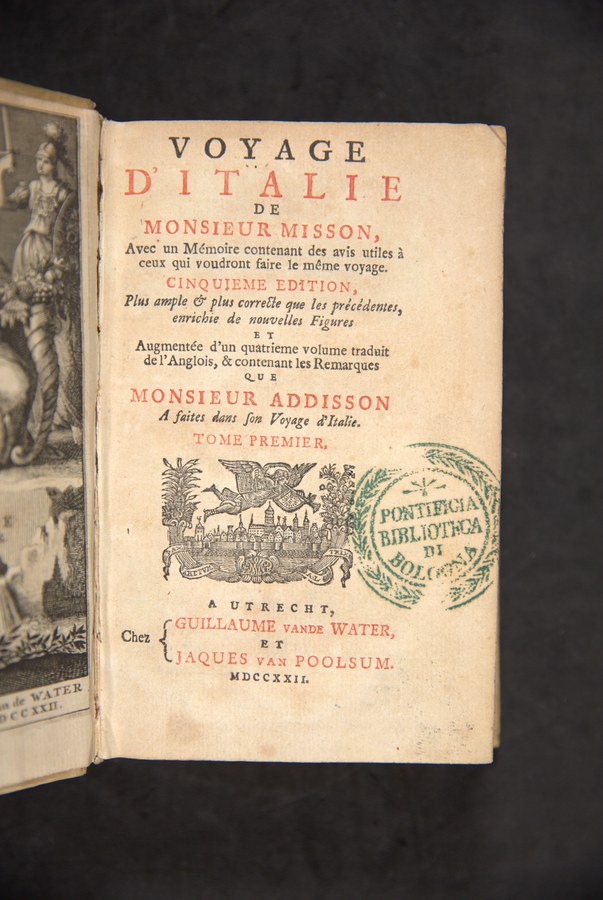 VOYAGE
D'ITALIE
DE
MONSIEUR MISSON,
Avec un Mémoire contenant des avis utiles à
ceux qui voudront faire le même voyage.
CINQUIEME EDITION,
Plus ample & plus correcte que les précédentes,
enrichie de nouvelles Figures
ET
Augmentée d'un quatrieme volume traduit
de l'Anglois, & contenant les Remarques
QUE
MONSIEUR ADDISSON
A faites dans son Voyage d'Italie.
TOME PREMIER,
PONTIFICIA
BIBLIOTECA
DI
BOLOGNA
A UTRECHT,
Chez GUILLAUME VANDE WATER,
ET
JAQUES VAN POOLSUM.
MDCCXXII.
de WATER
DCCXXII.